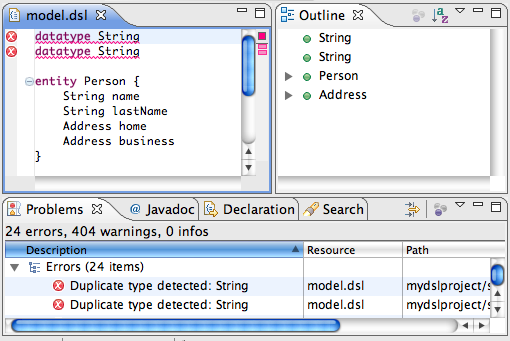 model.dsl
datatype String
datatype String
entity Person {
String name
String lastName
Address home
Address business
}
Outline
String
String
Person
Address
Problems @ Javadoc Declaration Search
24 errors, 404 warnings, 0 infos
Description Resource Path
Errors (24 items)
Duplicate type detected: String model.dsl mydslproject/s
Duplicate type detected: String model.dsl mydslproject/s